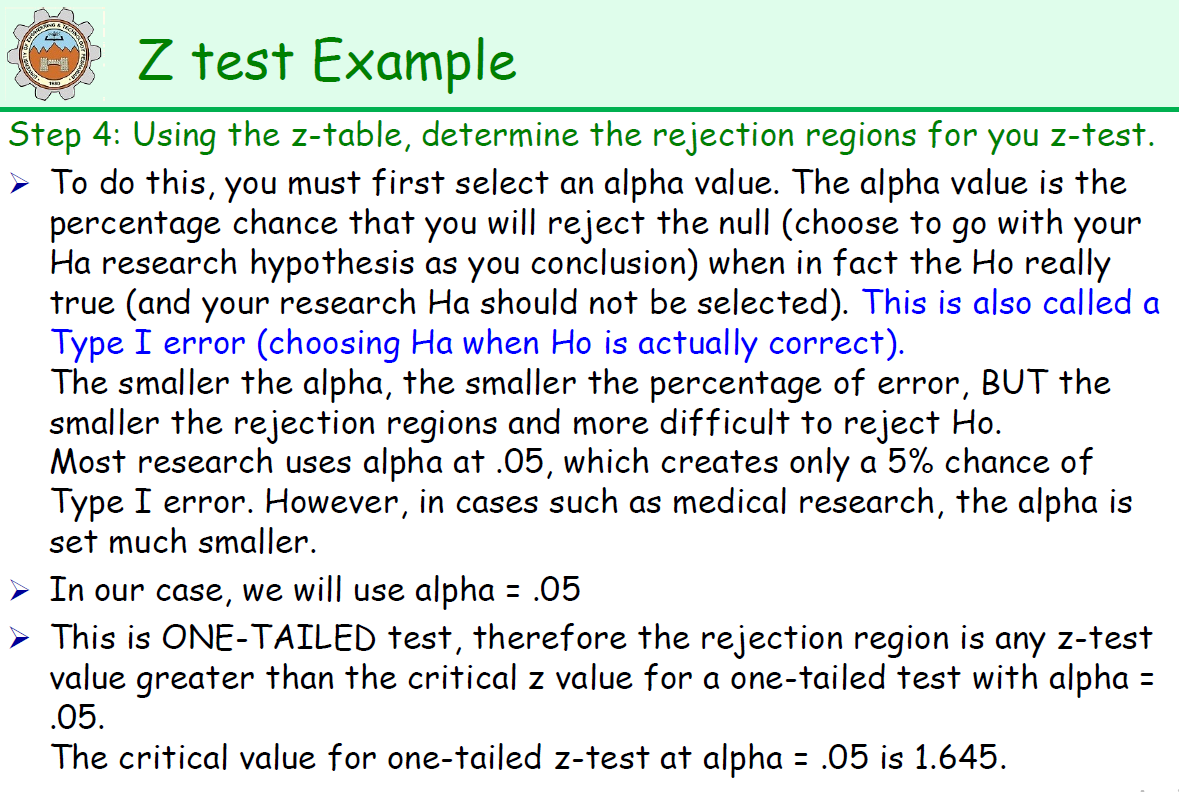 Z test Example
Step 4: Using the z-table, determine the rejection regions for you z-test.
➢ To do this, you must first select an alpha value. The alpha value is the
percentage chance that you will reject the null (choose to go with your
Ha research hypothesis as you conclusion) when in fact the Ho really
true (and your research Ha should not be selected). This is also called a
Type I error (choosing Ha when Ho is actually correct).
The smaller the alpha, the smaller the percentage of error, BUT the
smaller the rejection regions and more difficult to reject Ho.
Most research uses alpha at .05, which creates only a 5% chance of
Type I error. However, in cases such as medical research, the alpha is
set much smaller.
➢ In our case, we will use alpha = .05
➢ This is ONE-TAILED test, therefore the rejection region is any z-test
value greater than the critical z value for a one-tailed test with alpha =
.05.
The critical value for one-tailed z-test at alpha = .05 is 1.645.